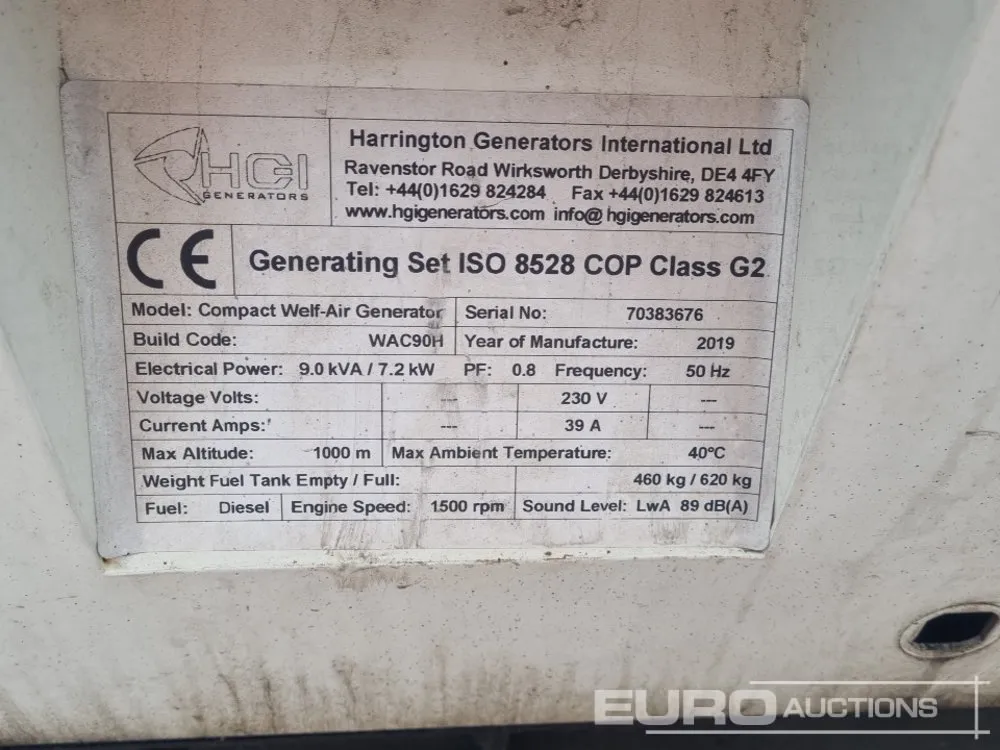 HGI
GENERATORS
Harrington Generators International Ltd
Ravenstor Road Wirksworth Derbyshire, DE4 4FY
Tel: +44(0)1629 824284 Fax +44(0)1629 824613
www.hgigenerators.com info@hgigenerators.com
CE Generating Set ISO 8528 COP Class G2
Model: Compact Welf-Air Generator Serial No: 70383676
Build Code: WAC90H Year of Manufacture: 2019
Electrical Power: 9.0 kVA / 7.2 kW PF: 0.8 Frequency: 50 Hz
Voltage Volts: --- 230 V ---
Current Amps: --- 39 A ---
Max Altitude: 1000 m Max Ambient Temperature: 40°C
Weight Fuel Tank Empty / Full: 460 kg / 620 kg
Fuel: Diesel Engine Speed: 1500 rpm Sound Level: LwA 89 dB(A)
EURO AUCTIONS